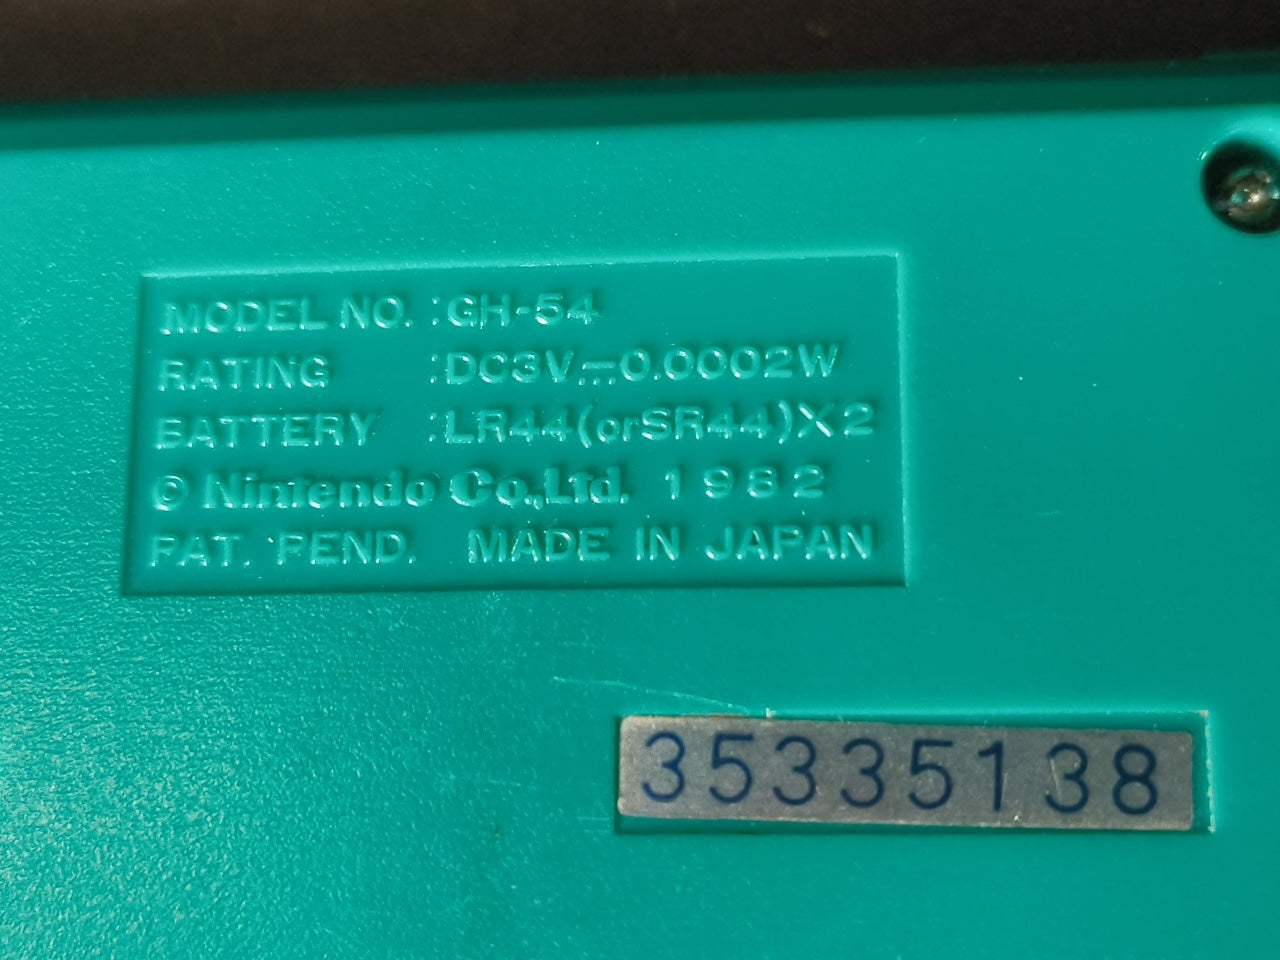 MODEL NO. :GH-54
RATING :DC3V⎓0.0002W
BATTERY :LR44(orSR44)X2
© Nintendo Co.,Ltd. 1982
PAT. PEND. MADE IN JAPAN
35335138